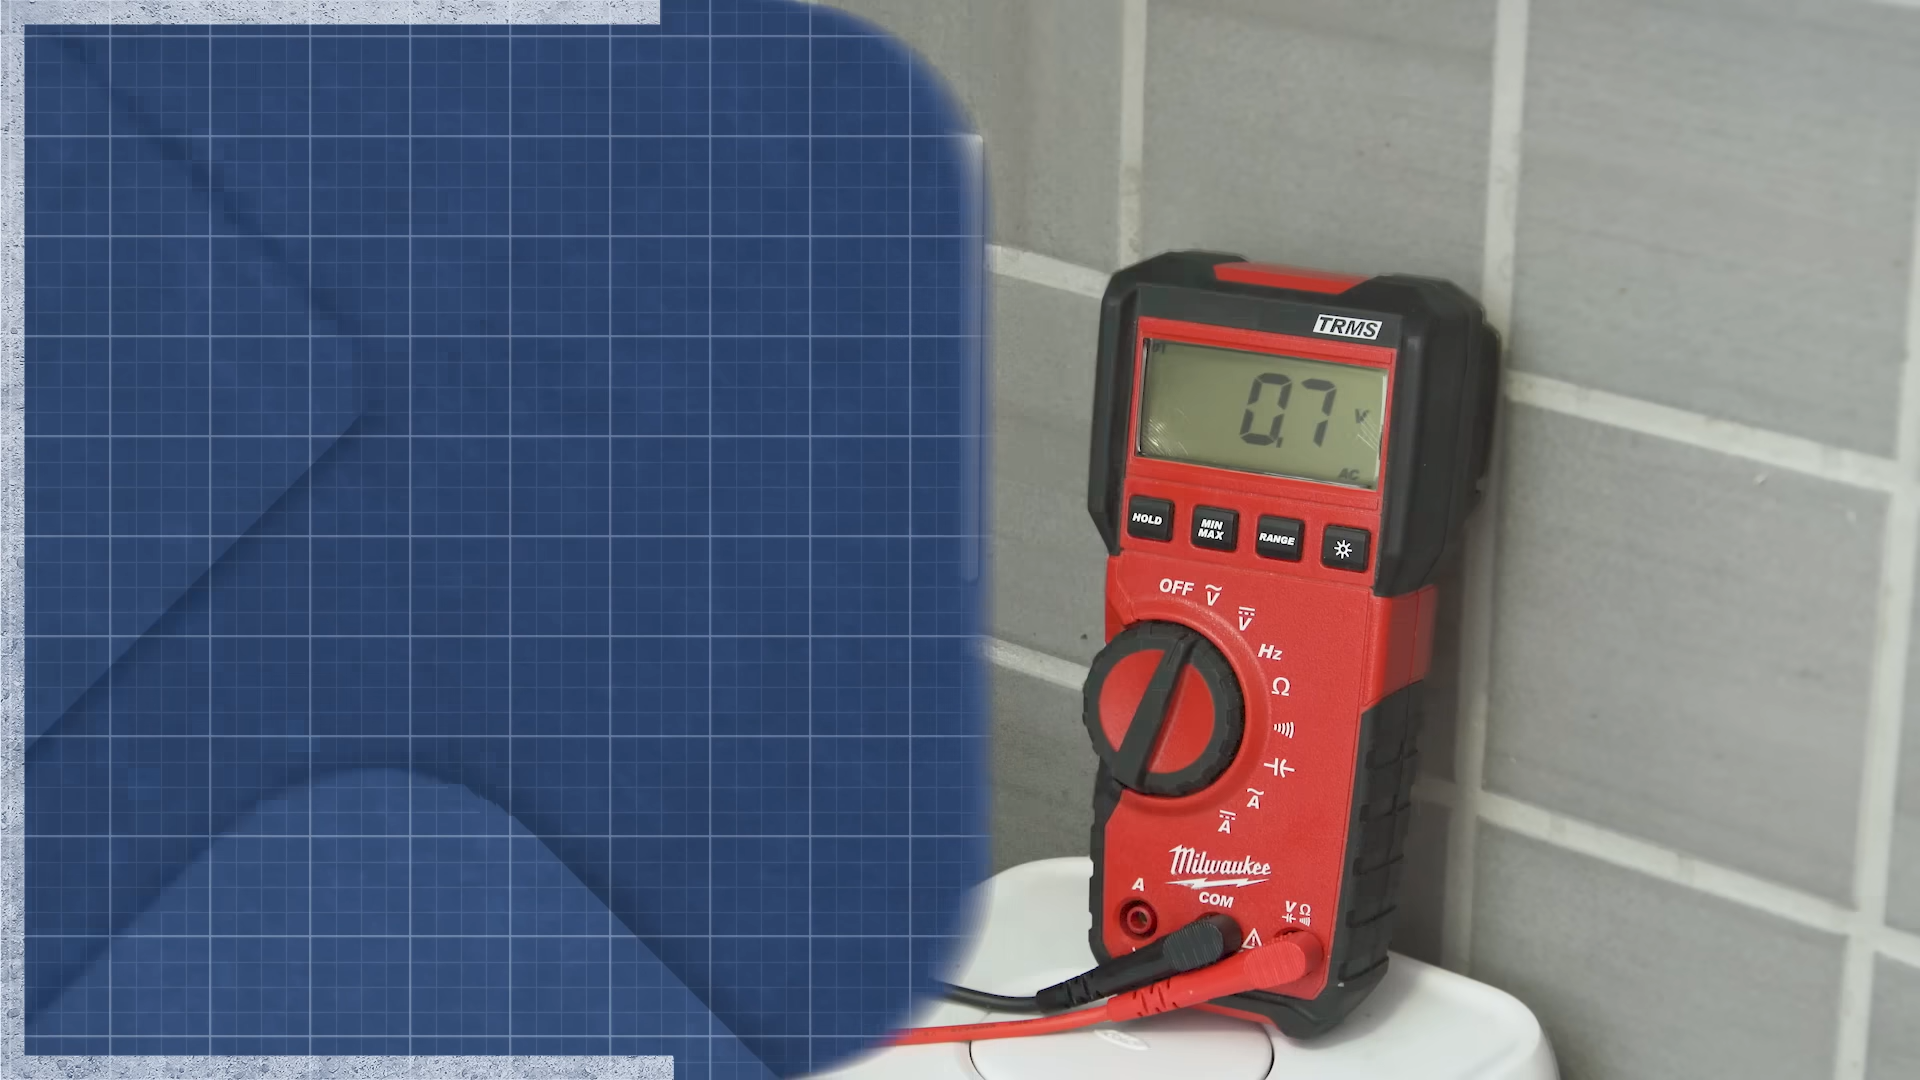 TRMS
0.7 V
AC
HOLD
MIN MAX
RANGE
OFF Ṽ
V
Hz
Ω
A
A
Milwaukee
A
COM
V Ω